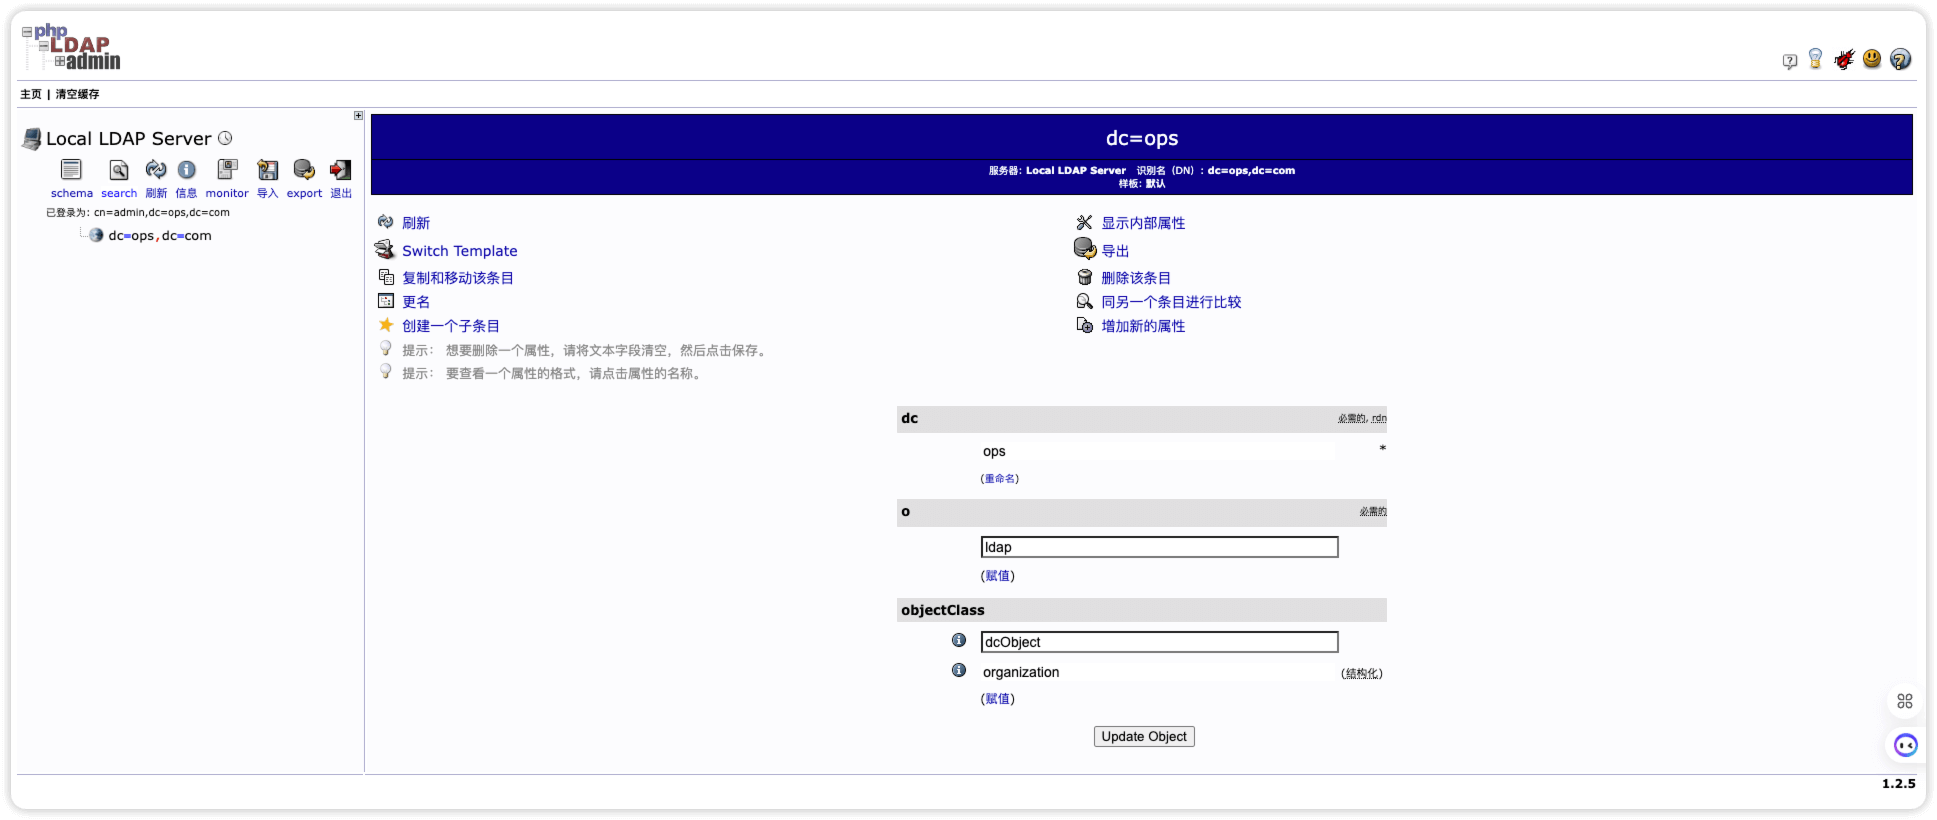 php
LDAP
admin
主页 | 清空缓存
Local LDAP Server
schema search 刷新 信息 monitor 导入 export 退出
已登录为: cn=admin,dc=ops,dc=com
dc=ops,dc=com
dc=ops
服务器: Local LDAP Server 识别名（DN）: dc=ops,dc=com
样板: 默认
刷新
显示内部属性
Switch Template
导出
复制和移动该条目
删除该条目
更名
同另一个条目进行比较
创建一个子条目
增加新的属性
提示: 想要删除一个属性，请将文本字段清空，然后点击保存。
提示: 要查看一个属性的格式，请点击属性的名称。
dc 必需的, rdn
ops *
(重命名)
o 必需的
ldap
(赋值)
objectClass
dcObject
organization (结构化)
(赋值)
Update Object
1.2.5